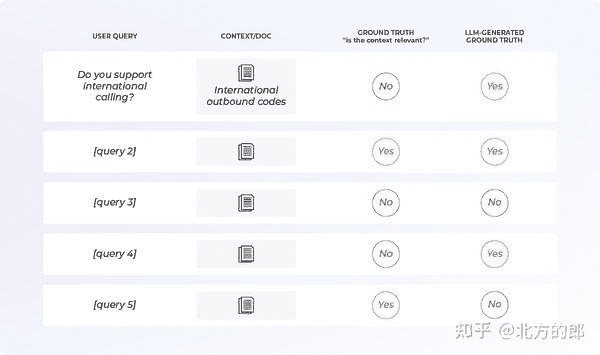 USER QUERY
CONTEXT/DOC
GROUND TRUTH
"is the context relevant?"
LLM-GENERATED
GROUND TRUTH
Do you support
international
calling?
International
outbound codes
No
Yes
[query 2]
Yes
Yes
[query 3]
No
No
[query 4]
No
Yes
[query 5]
Yes
No
知乎 @北方的郎